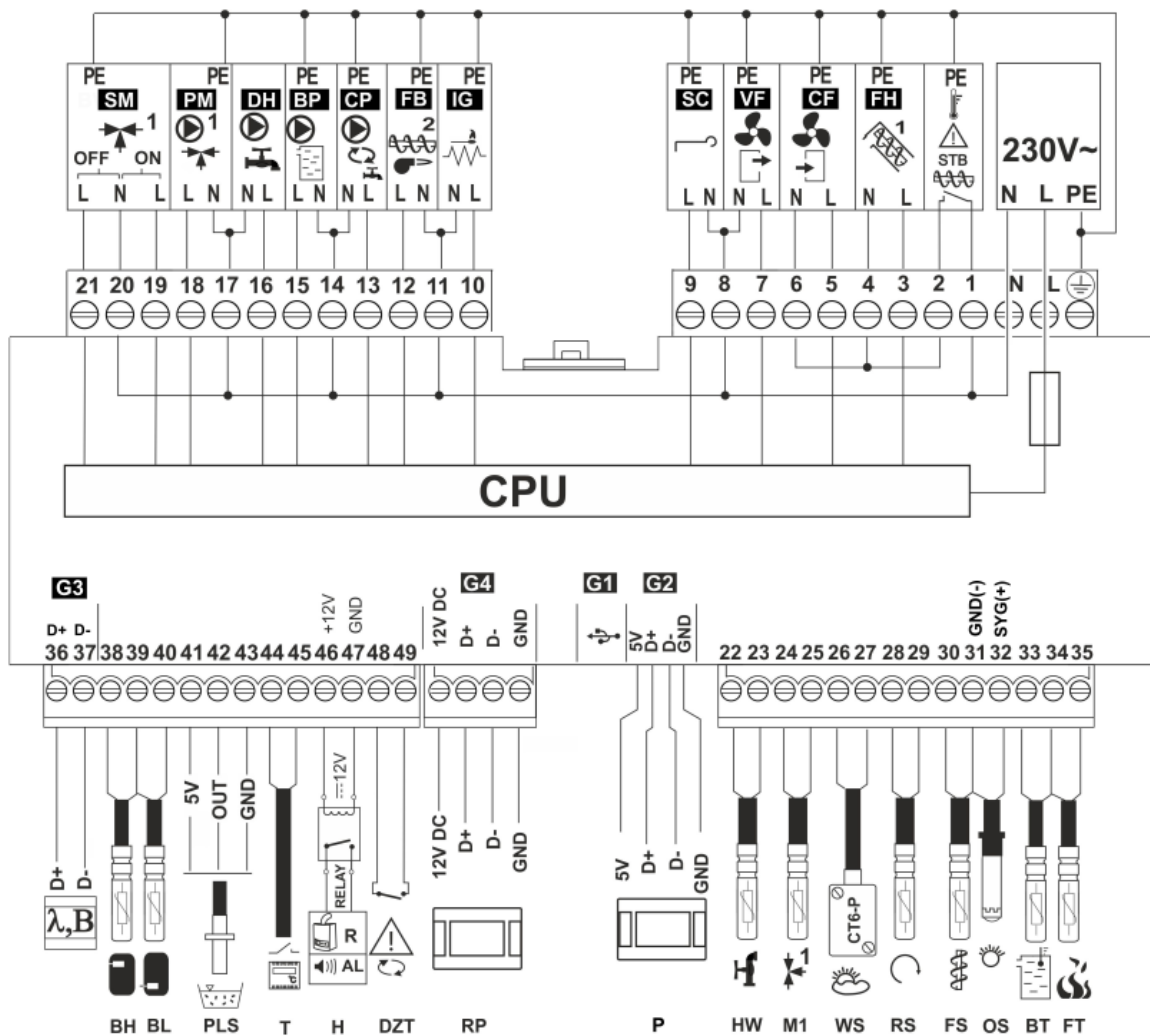 PE PE PE PE PE PE PE PE PE PE PE
SM PM DH BP CP FB IG SC VF CF FH
1 1 2 1
OFF ON STB 230V~
L N L L N N L L N N L L N N L L N N L N L N L N L PE
21 20 19 18 17 16 15 14 13 12 11 10 9 8 7 6 5 4 3 2 1 N L
CPU
G3 G4 G1 G2
D+ D- +12V GND 12V DC D+ D- GND 5V D+ D- GND GND(-) SYG(+)
36 37 38 39 40 41 42 43 44 45 46 47 48 49 22 23 24 25 26 27 28 29 30 31 32 33 34 35
D+ D- 5V OUT GND 12V 12V DC D+ D- GND 5V D+ D- GND
RELAY
λ,B R CT6-P 1
°C AL
BH BL PLS T H DZT RP P HW M1 WS RS FS OS BT FT